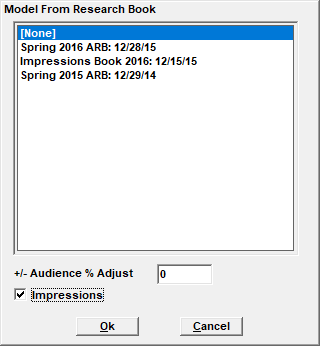 Model From Research Book
[None]
Spring 2016 ARB: 12/28/15
Impressions Book 2016: 12/15/15
Spring 2015 ARB: 12/29/14
+/- Audience % Adjust 0
Impressions
Ok Cancel